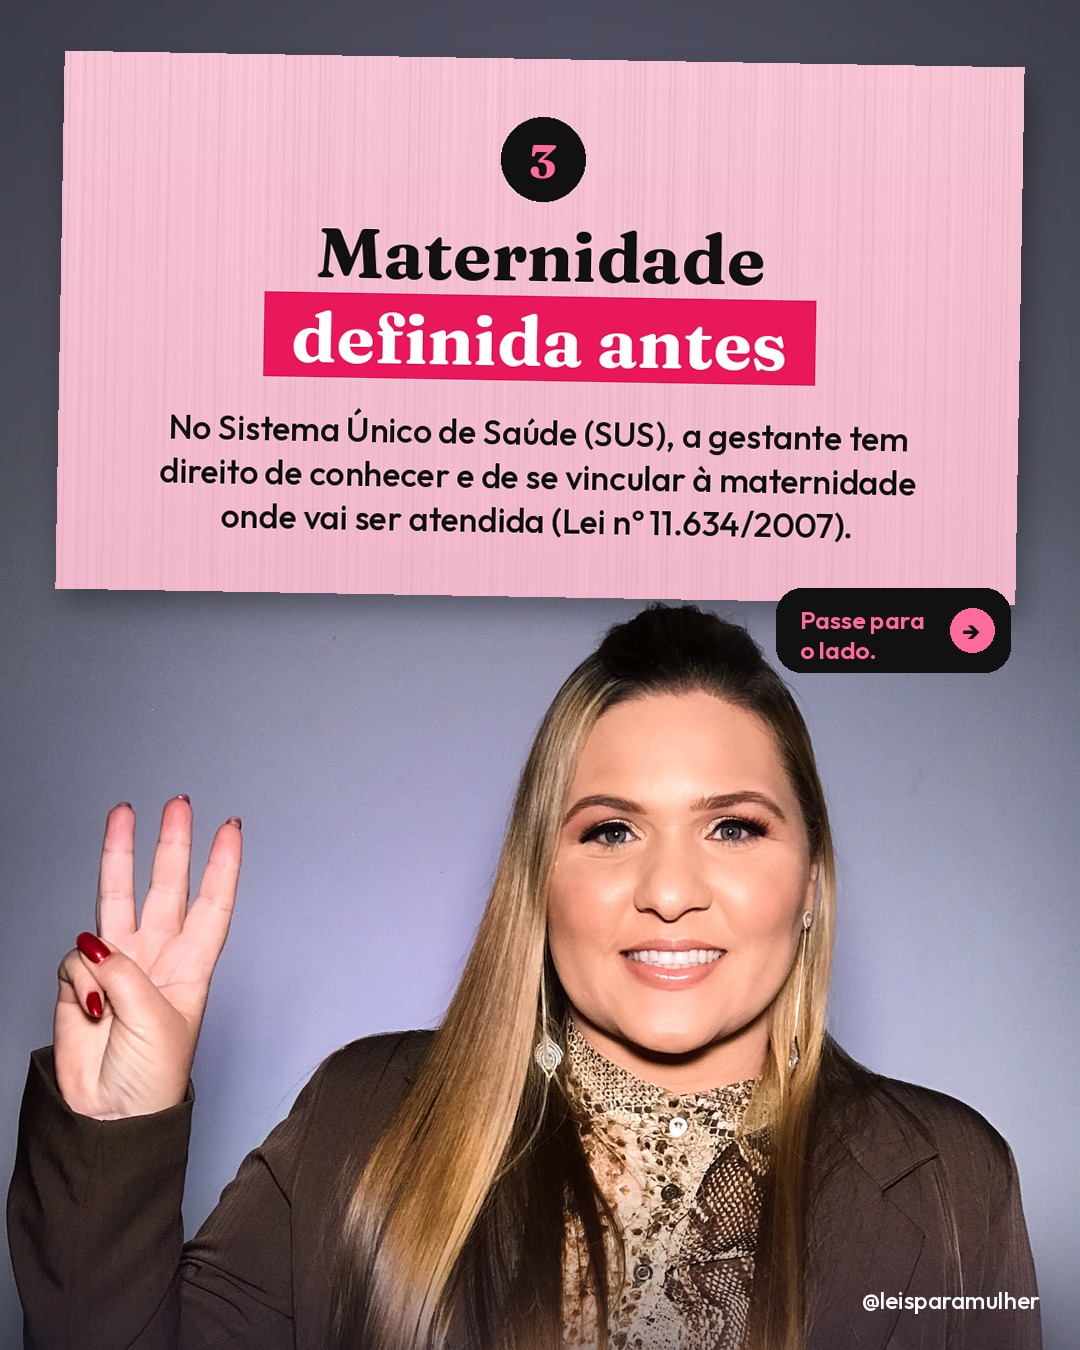 3
Maternidade
definida antes
No Sistema Único de Saúde (SUS), a gestante tem
direito de conhecer e de se vincular à maternidade
onde vai ser atendida (Lei nº 11.634/2007).
Passe para
o lado.
@leisparamulher